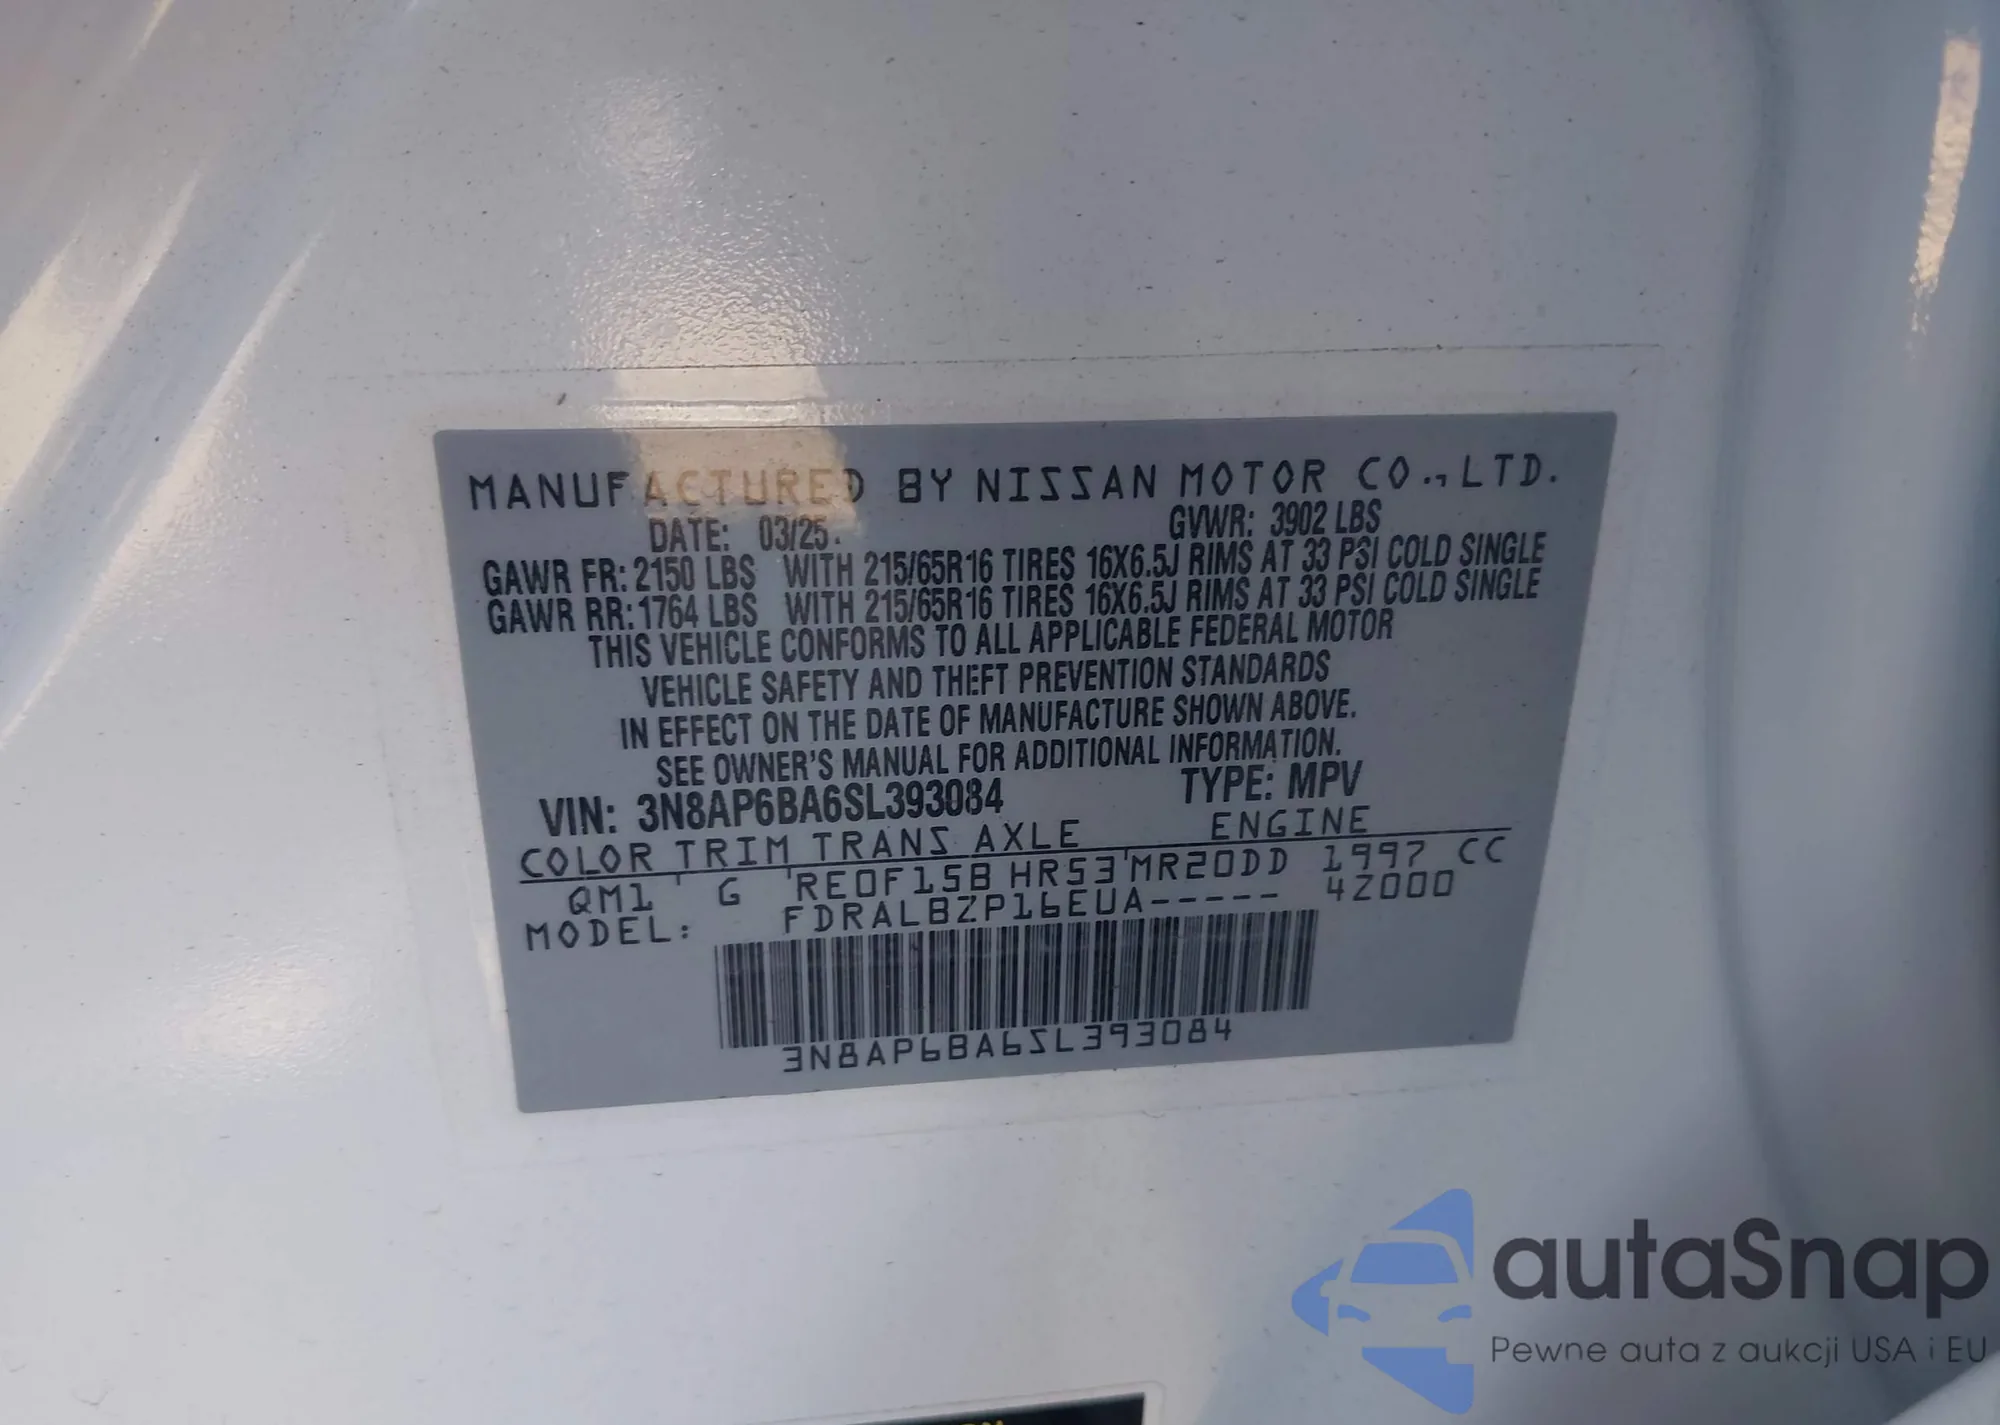 MANUFACTURED BY NISSAN MOTOR CO., LTD.
DATE: 03/25. GVWR: 3902 LBS
GAWR FR: 2150 LBS WITH 215/65R16 TIRES 16X6.5J RIMS AT 33 PSI COLD SINGLE
GAWR RR: 1764 LBS WITH 215/65R16 TIRES 16X6.5J RIMS AT 33 PSI COLD SINGLE
THIS VEHICLE CONFORMS TO ALL APPLICABLE FEDERAL MOTOR
VEHICLE SAFETY AND THEFT PREVENTION STANDARDS
IN EFFECT ON THE DATE OF MANUFACTURE SHOWN ABOVE.
SEE OWNER'S MANUAL FOR ADDITIONAL INFORMATION.
VIN: 3N8AP6BA6SL393084 TYPE: MPV
COLOR TRIM TRANS AXLE ENGINE
QM1 G RE0F15B HR53 MR20DD 1997 CC
MODEL: FDRALBZP16EUA----- 4Z000
3N8AP6BA6SL393084
autaSnap
Pewne auta z aukcji USA i EU